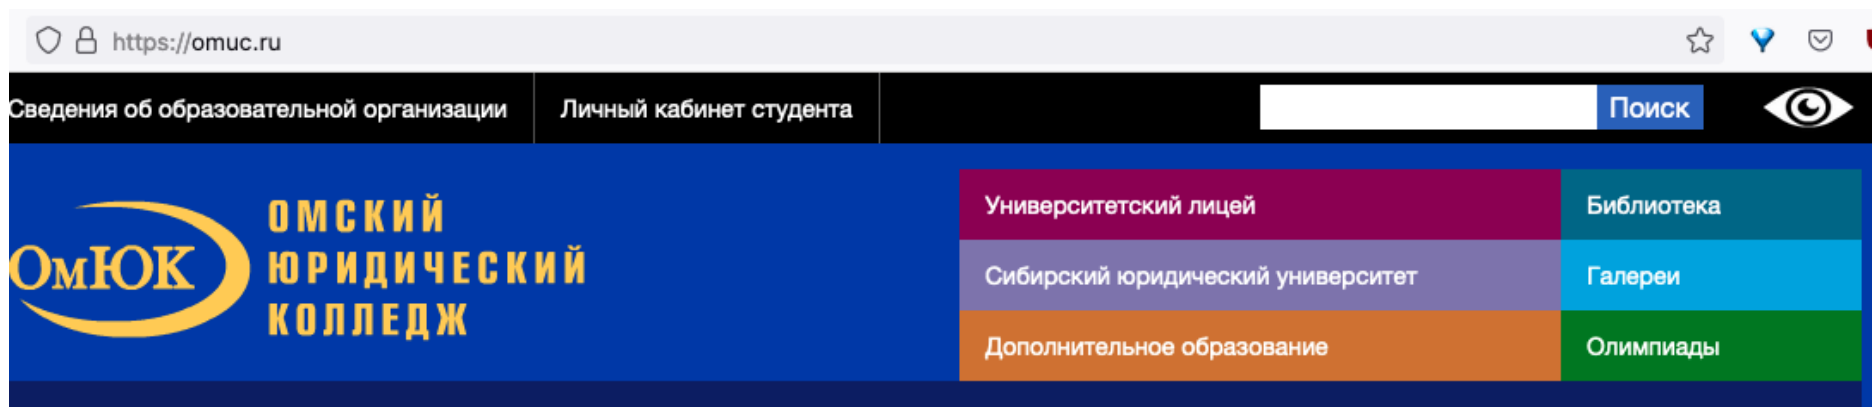 https://omuc.ru
Сведения об образовательной организации
Личный кабинет студента
Поиск
ОмЮК
ОМСКИЙ
ЮРИДИЧЕСКИЙ
КОЛЛЕДЖ
Университетский лицей
Библиотека
Сибирский юридический университет
Галереи
Дополнительное образование
Олимпиады